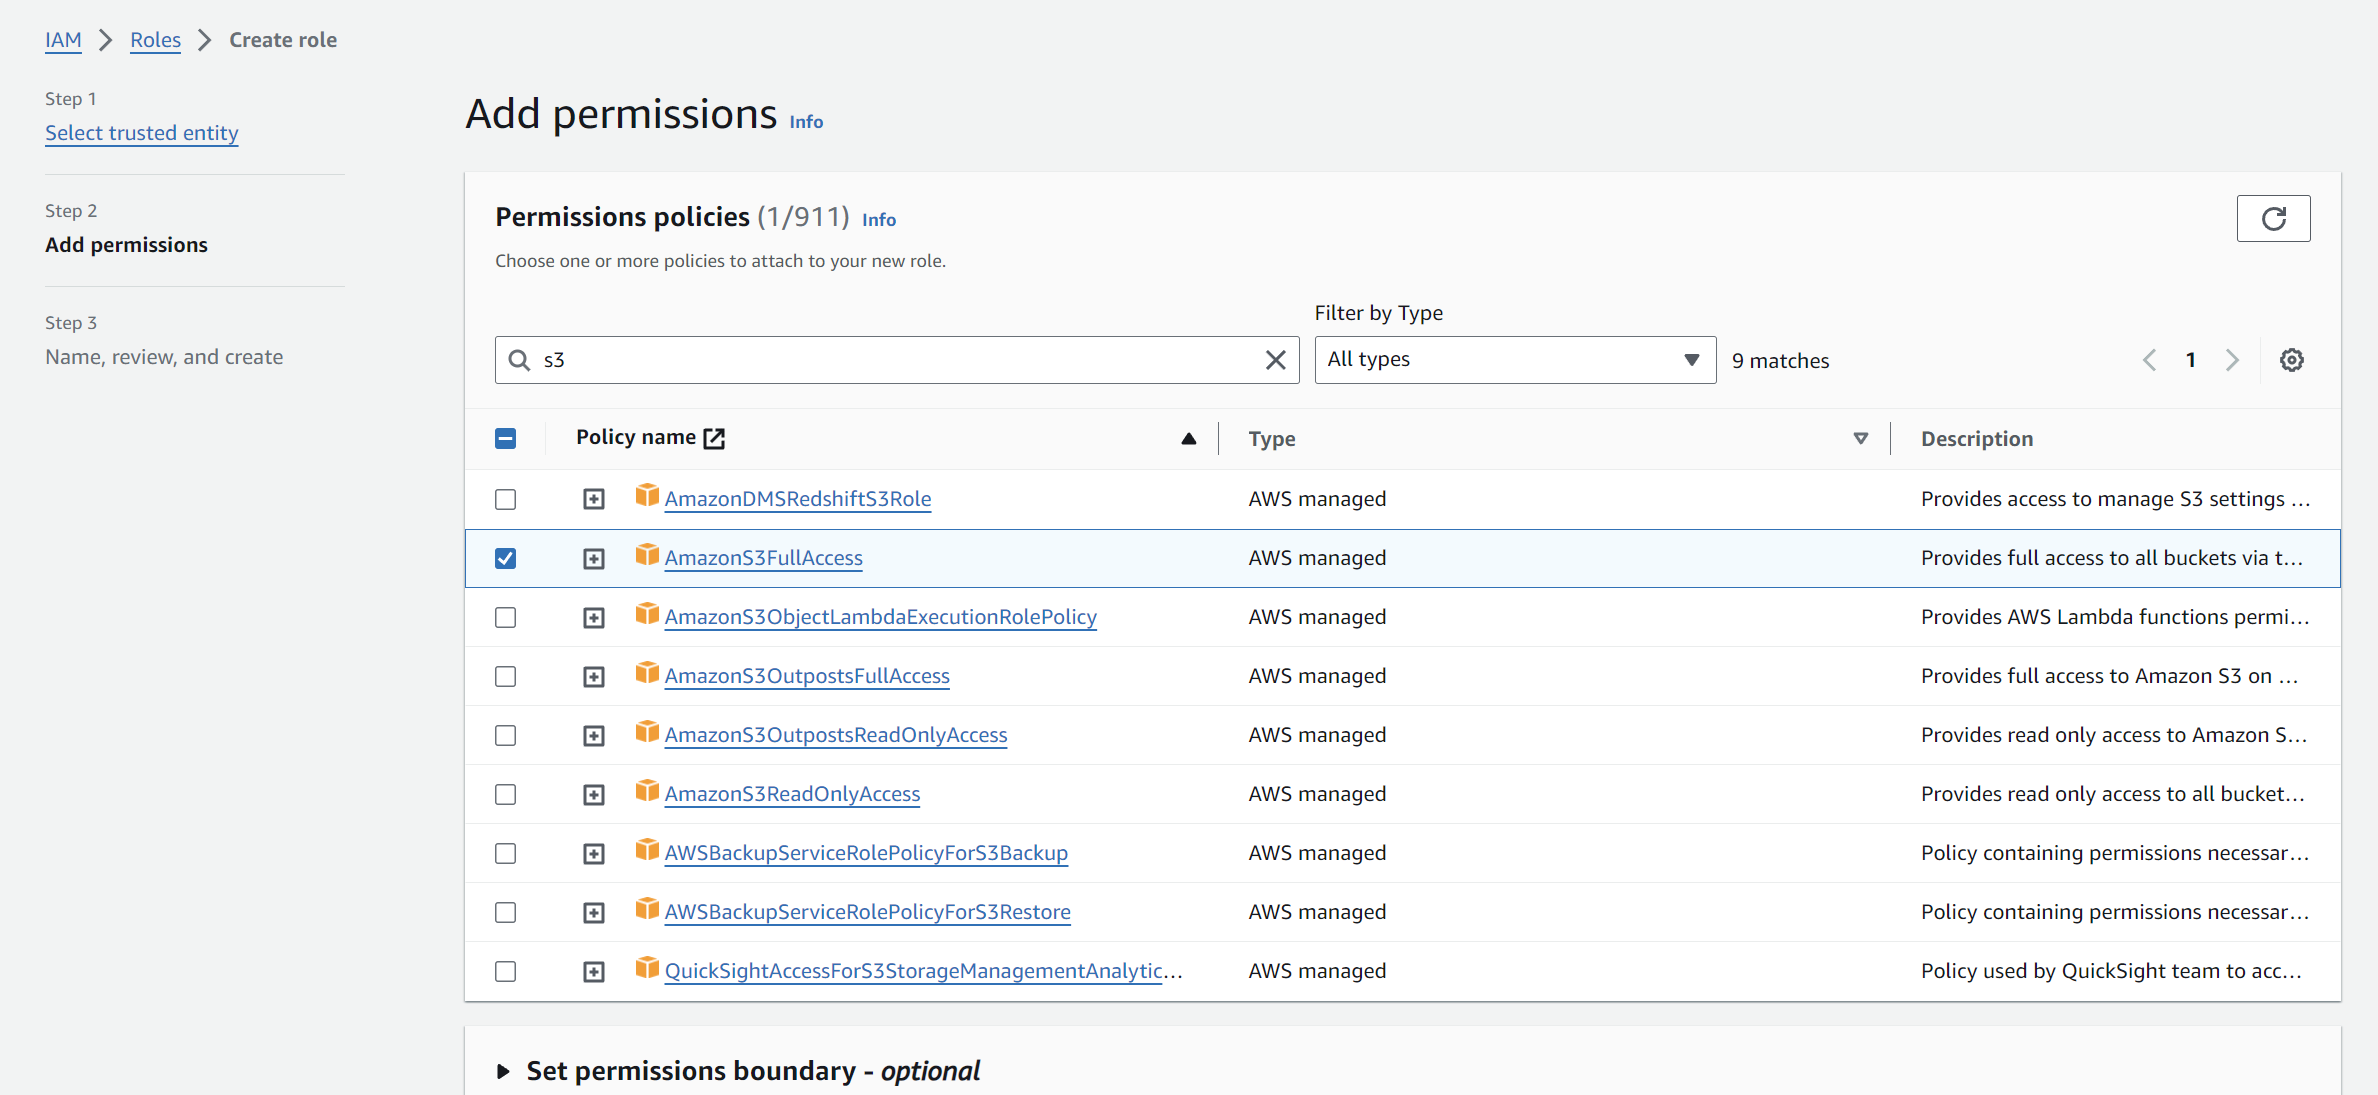 IAM > Roles > Create role
Step 1
Select trusted entity
Step 2
Add permissions
Step 3
Name, review, and create
Add permissions Info
Permissions policies (1/911) Info
Choose one or more policies to attach to your new role.
Filter by Type
s3 All types 9 matches 1
Policy name Type Description
AmazonDMSRedshiftS3Role AWS managed Provides access to manage S3 settings ...
AmazonS3FullAccess AWS managed Provides full access to all buckets via t...
AmazonS3ObjectLambdaExecutionRolePolicy AWS managed Provides AWS Lambda functions permi...
AmazonS3OutpostsFullAccess AWS managed Provides full access to Amazon S3 on ...
AmazonS3OutpostsReadOnlyAccess AWS managed Provides read only access to Amazon S...
AmazonS3ReadOnlyAccess AWS managed Provides read only access to all bucket...
AWSBackupServiceRolePolicyForS3Backup AWS managed Policy containing permissions necessar...
AWSBackupServiceRolePolicyForS3Restore AWS managed Policy containing permissions necessar...
QuickSightAccessForS3StorageManagementAnalytic... AWS managed Policy used by QuickSight team to acc...
Set permissions boundary - optional